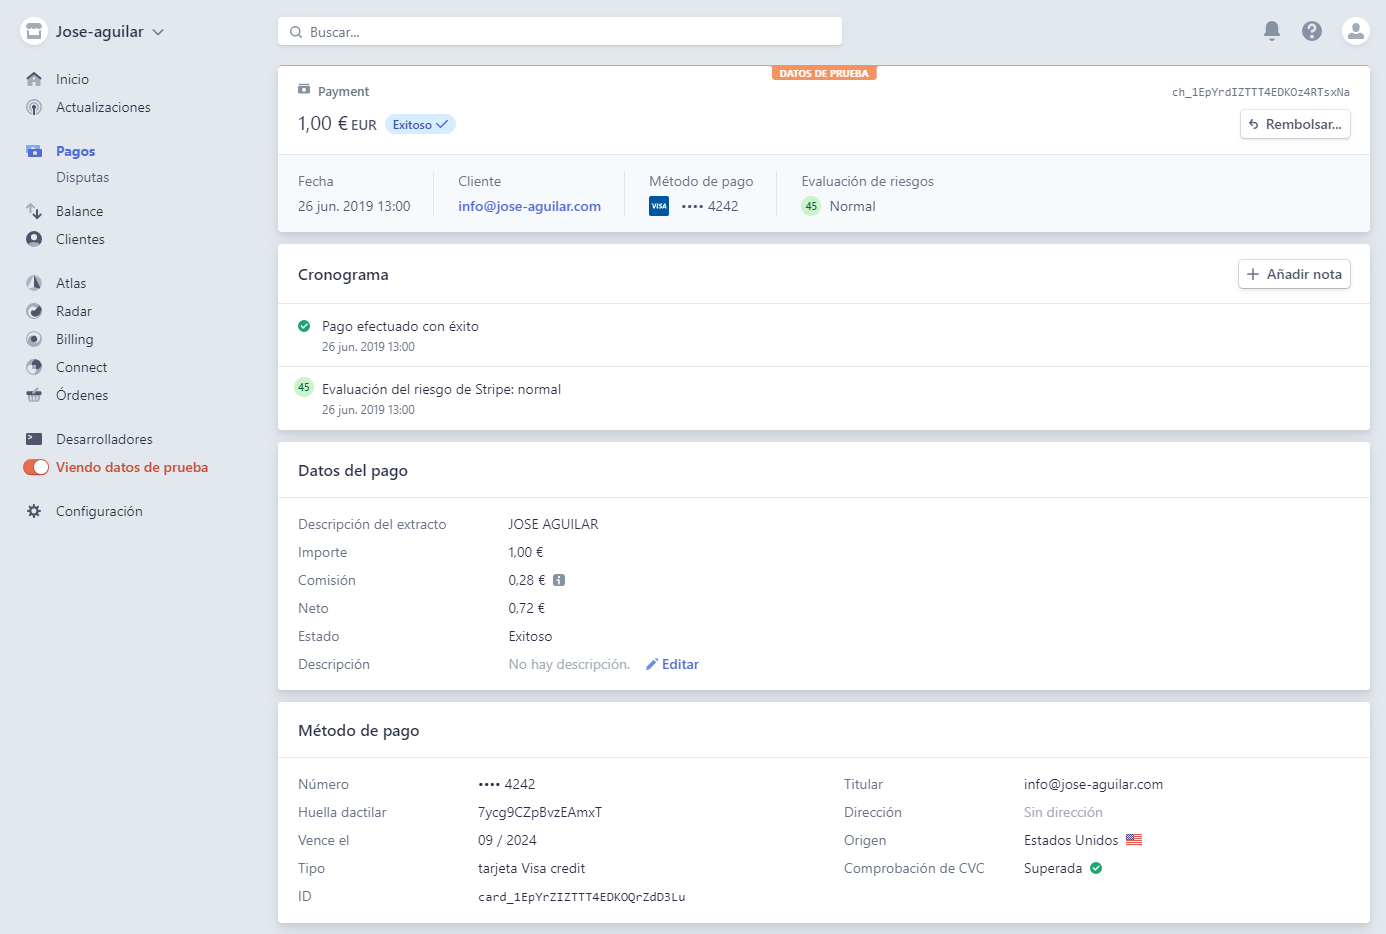 Jose-aguilar
Buscar...
Inicio
Actualizaciones
Pagos
Disputas
Balance
Clientes
Atlas
Radar
Billing
Connect
Órdenes
Desarrolladores
Viendo datos de prueba
Configuración
DATOS DE PRUEBA
Payment
ch_1EpYrdIZTTT4EDKOz4RTsxNa
1,00 € EUR Exitoso
Rembolsar...
Fecha Cliente Método de pago Evaluación de riesgos
26 jun. 2019 13:00 info@jose-aguilar.com VISA •••• 4242 45 Normal
Cronograma
Añadir nota
Pago efectuado con éxito
26 jun. 2019 13:00
45 Evaluación del riesgo de Stripe: normal
26 jun. 2019 13:00
Datos del pago
Descripción del extracto JOSE AGUILAR
Importe 1,00 €
Comisión 0,28 €
Neto 0,72 €
Estado Exitoso
Descripción No hay descripción. Editar
Método de pago
Número •••• 4242 Titular info@jose-aguilar.com
Huella dactilar 7ycg9CZpBvzEAmxT Dirección Sin dirección
Vence el 09 / 2024 Origen Estados Unidos
Tipo tarjeta Visa credit Comprobación de CVC Superada
ID card_1EpYrZIZTTT4EDKOQrZdD3Lu